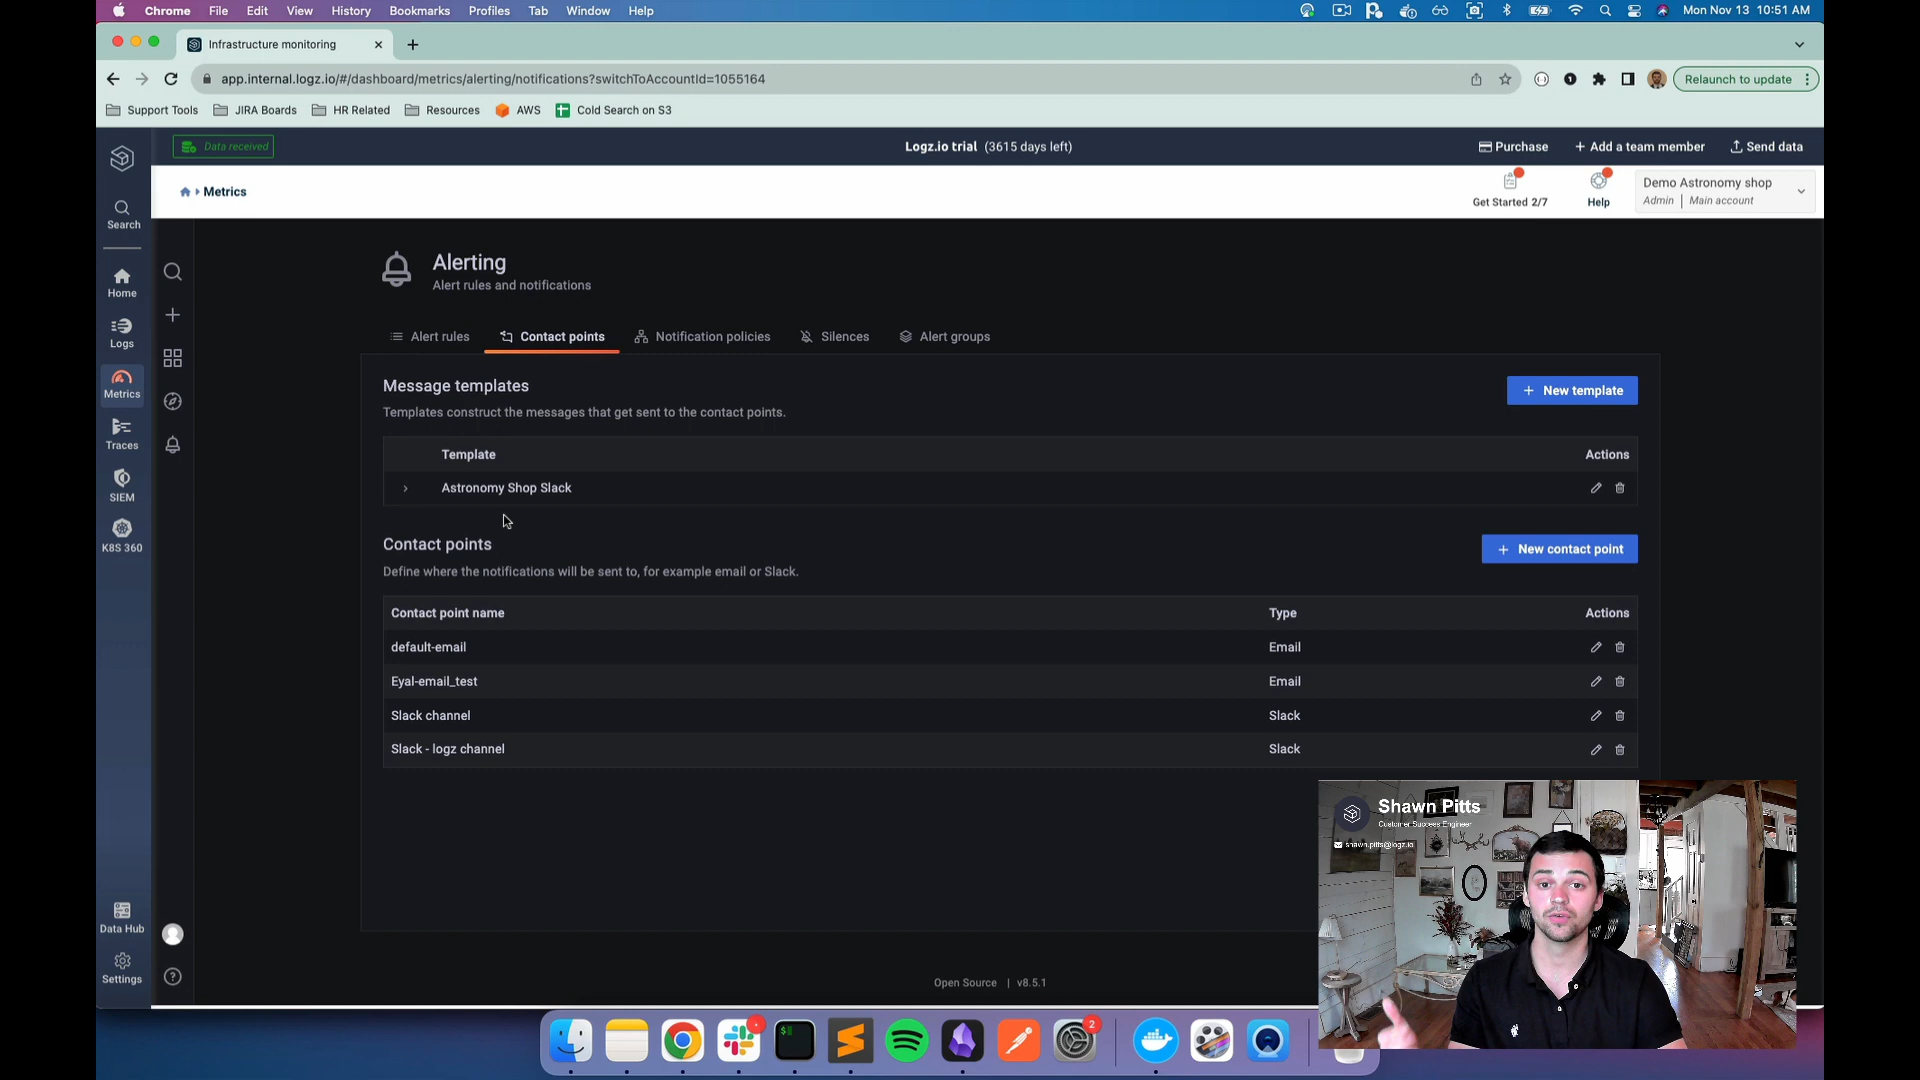 Chrome File Edit View History Bookmarks Profiles Tab Window Help
Mon Nov 13 10:51 AM
Infrastructure monitoring
app.internal.logz.io/#/dashboard/metrics/alerting/notifications?switchToAccountId=1055164
Relaunch to update
Support Tools JIRA Boards HR Related Resources AWS Cold Search on S3
Data received
Logz.io trial (3615 days left)
Purchase + Add a team member Send data
Metrics
Get Started 2/7
Help
Demo Astronomy shop
Admin | Main account
Search
Home
Logs
Metrics
Traces
SIEM
K8S 360
Data Hub
Settings
Alerting
Alert rules and notifications
Alert rules Contact points Notification policies Silences Alert groups
Message templates
+ New template
Templates construct the messages that get sent to the contact points.
Template Actions
Astronomy Shop Slack
Contact points
+ New contact point
Define where the notifications will be sent to, for example email or Slack.
Contact point name Type Actions
default-email Email
Eyal-email_test Email
Slack channel Slack
Slack - logz channel Slack
Open Source | v8.5.1
Shawn Pitts
Customer Success Engineer
shawn.pitts@logz.io
2